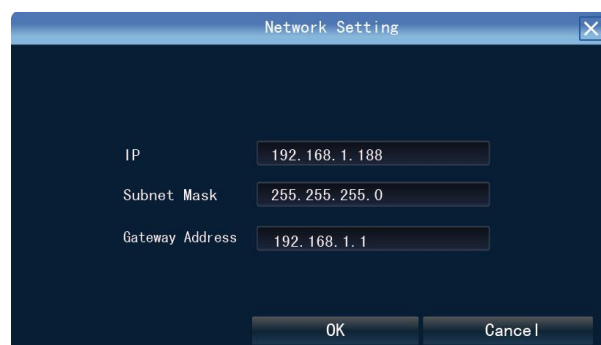 Network Setting
IP 192.168.1.188
Subnet Mask 255.255.255.0
Gateway Address 192.168.1.1
OK Cancel